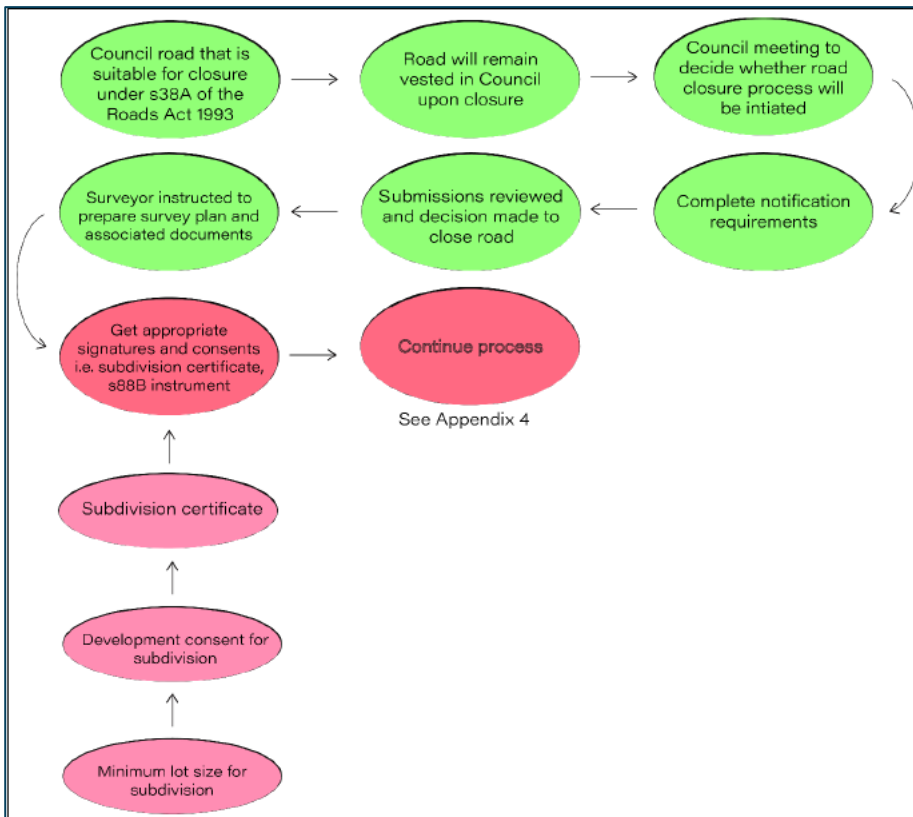 Council road that is
suitable for closure
under s38A of the
Roads Act 1993
Road will remain
vested in Council
upon closure
Council meeting to
decide whether road
closure process will
be intiated
Complete notification
requirements
Submissions reviewed
and decision made to
close road
Surveyor instructed to
prepare survey plan and
associated documents
Get appropriate
signatures and consents
i.e. subdivision certificate,
s88B instrument
Continue process
See Appendix 4
Subdivision certificate
Development consent for
subdivision
Minimum lot size for
subdivision